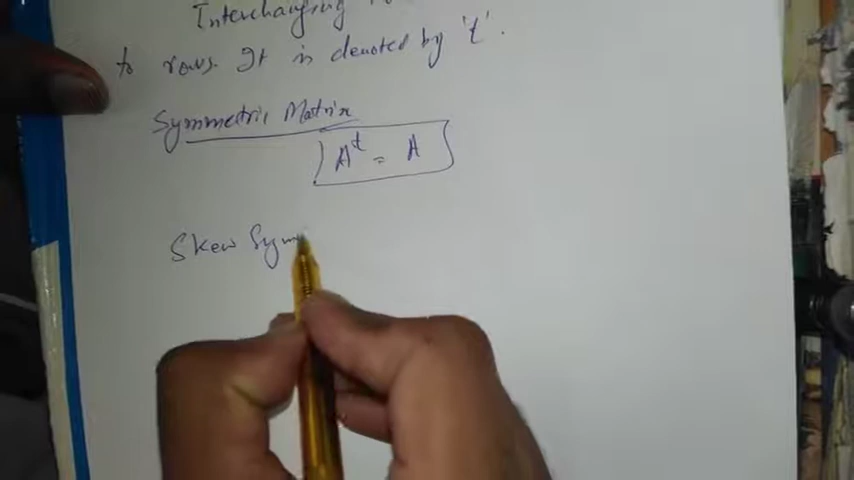 Interchanging
to rows. It is denoted by 't'.
Symmetric Matrix
A^t = A
Skew Sym